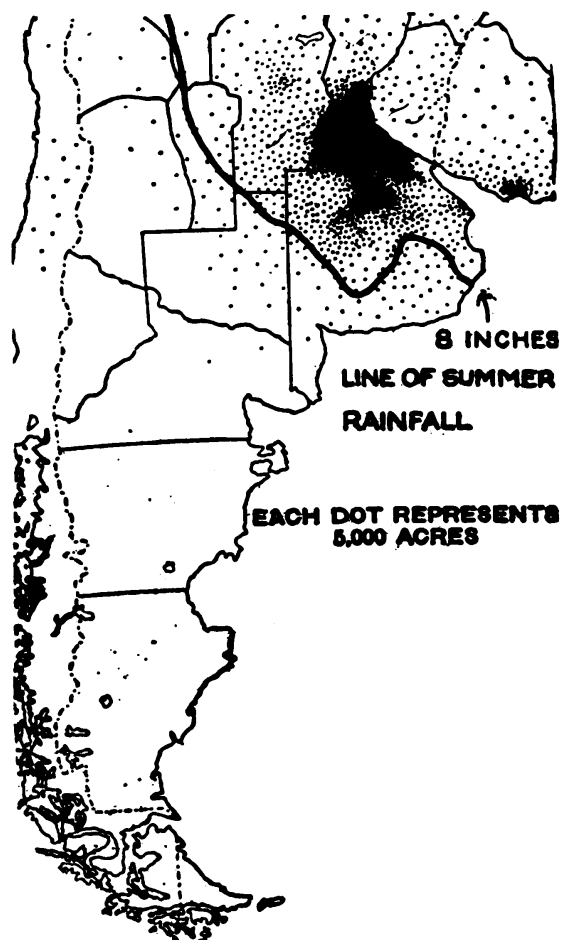 8 INCHES
LINE OF SUMMER
RAINFALL
EACH DOT REPRESENTS
5,000 ACRES